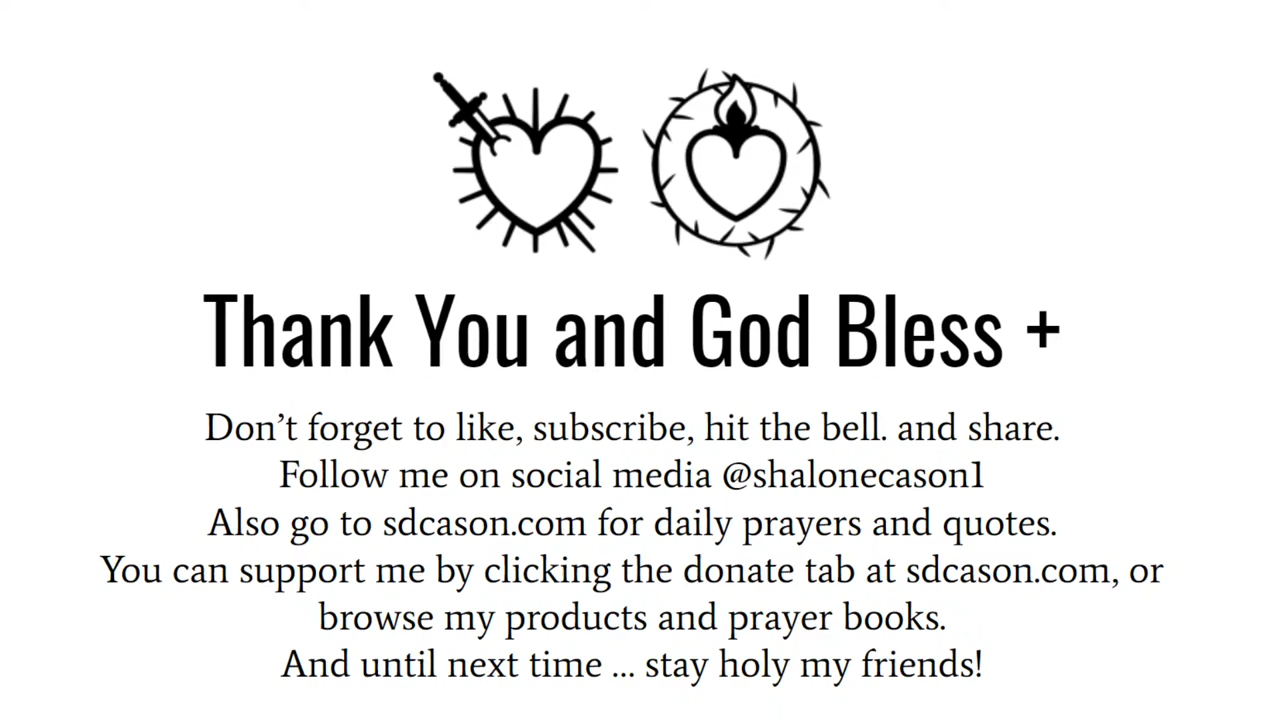 Thank You and God Bless +
Don’t forget to like, subscribe, hit the bell. and share.
Follow me on social media @shalonecason1
Also go to sdcason.com for daily prayers and quotes.
You can support me by clicking the donate tab at sdcason.com, or
browse my products and prayer books.
And until next time ... stay holy my friends!